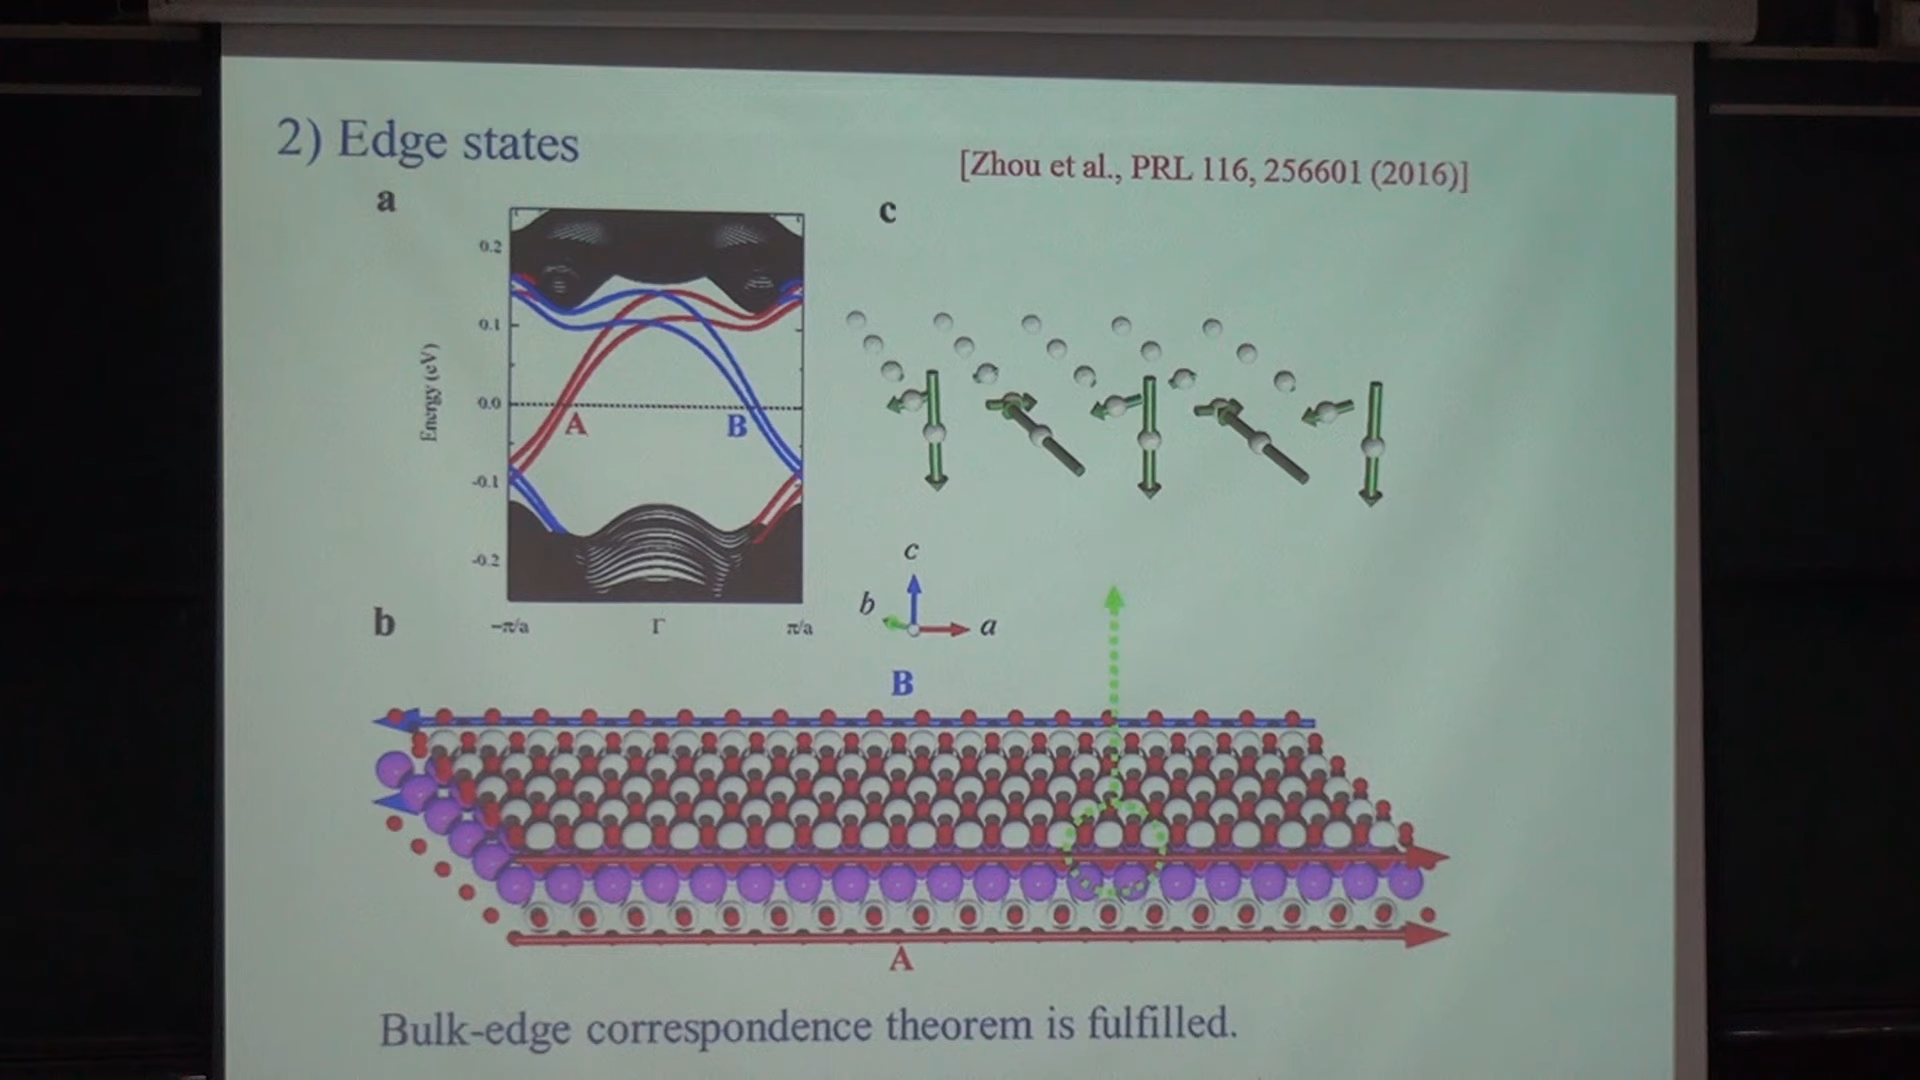 2) Edge states
[Zhou et al., PRL 116, 256601 (2016)]
a
c
0.2
0.1
0.0
-0.1
-0.2
Energy (eV)
A
B
−π/a
Γ
π/a
b
c
b
a
B
A
Bulk-edge correspondence theorem is fulfilled.